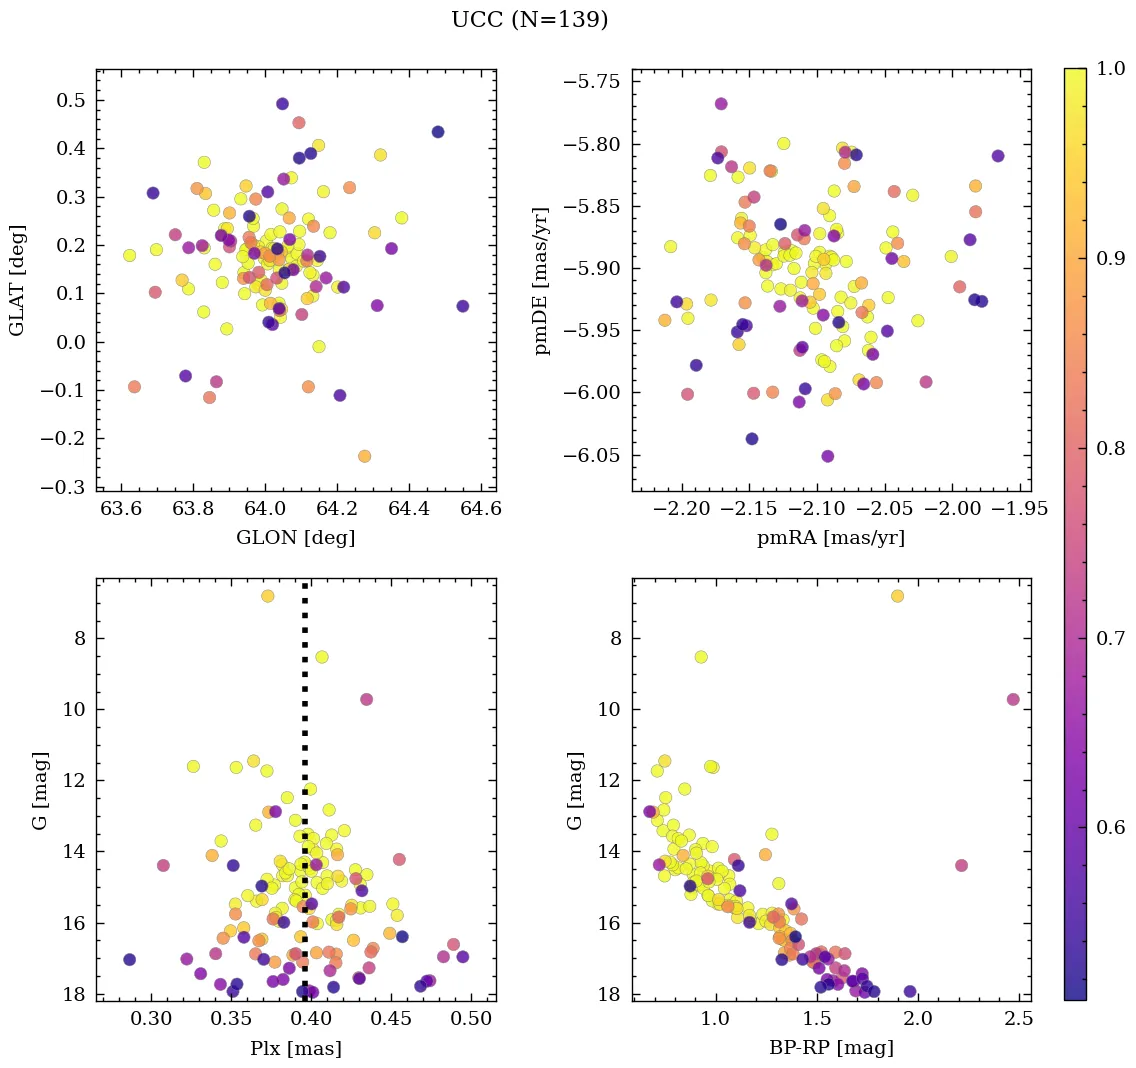 UCC (N=139)
0.5
0.4
0.3
0.2
0.1
0.0
−0.1
−0.2
−0.3
GLAT [deg]
63.6 63.8 64.0 64.2 64.4 64.6
GLON [deg]
−5.75
−5.80
−5.85
−5.90
−5.95
−6.00
−6.05
pmDE [mas/yr]
−2.20 −2.15 −2.10 −2.05 −2.00 −1.95
pmRA [mas/yr]
8
10
12
14
16
18
G [mag]
0.30 0.35 0.40 0.45 0.50
Plx [mas]
8
10
12
14
16
18
G [mag]
1.0 1.5 2.0 2.5
BP-RP [mag]
1.0
0.9
0.8
0.7
0.6